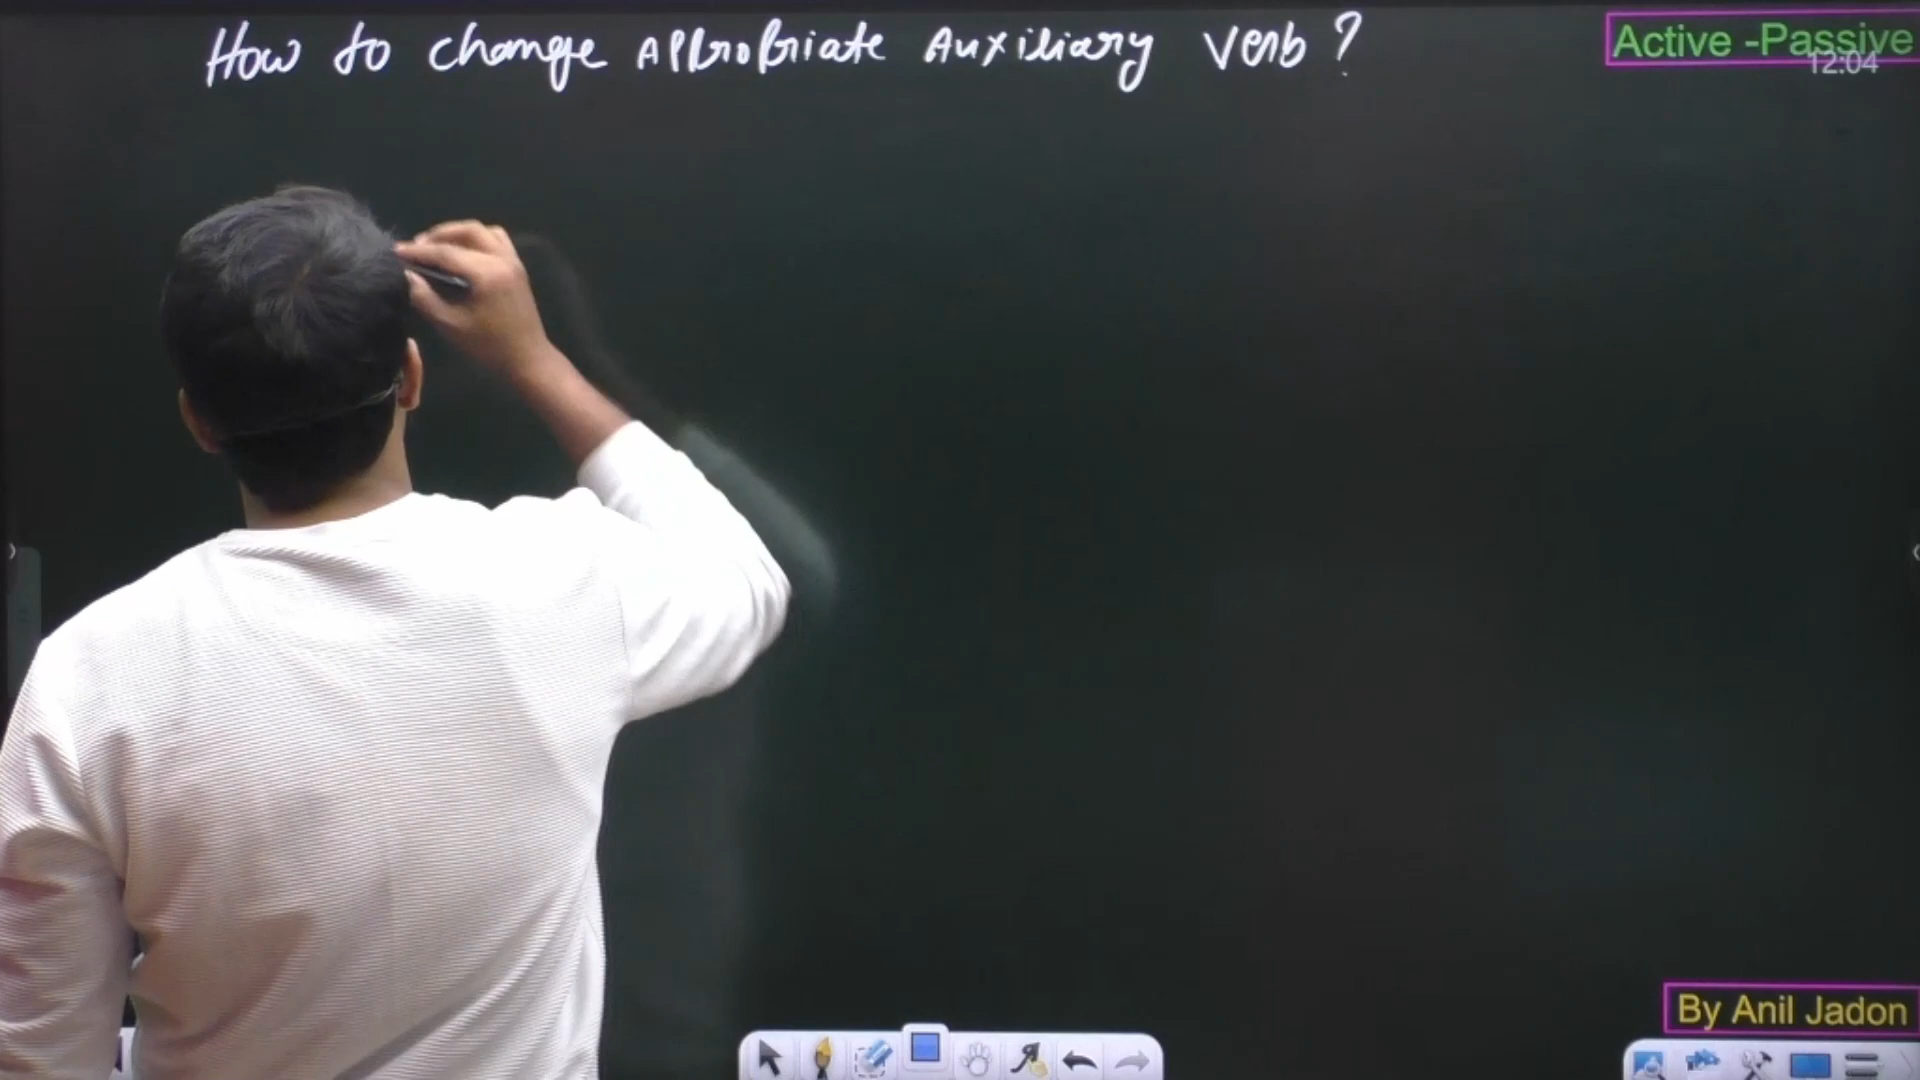 How to change Appropriate Auxiliary verb ?
Active -Passive
12:04
By Anil Jadon